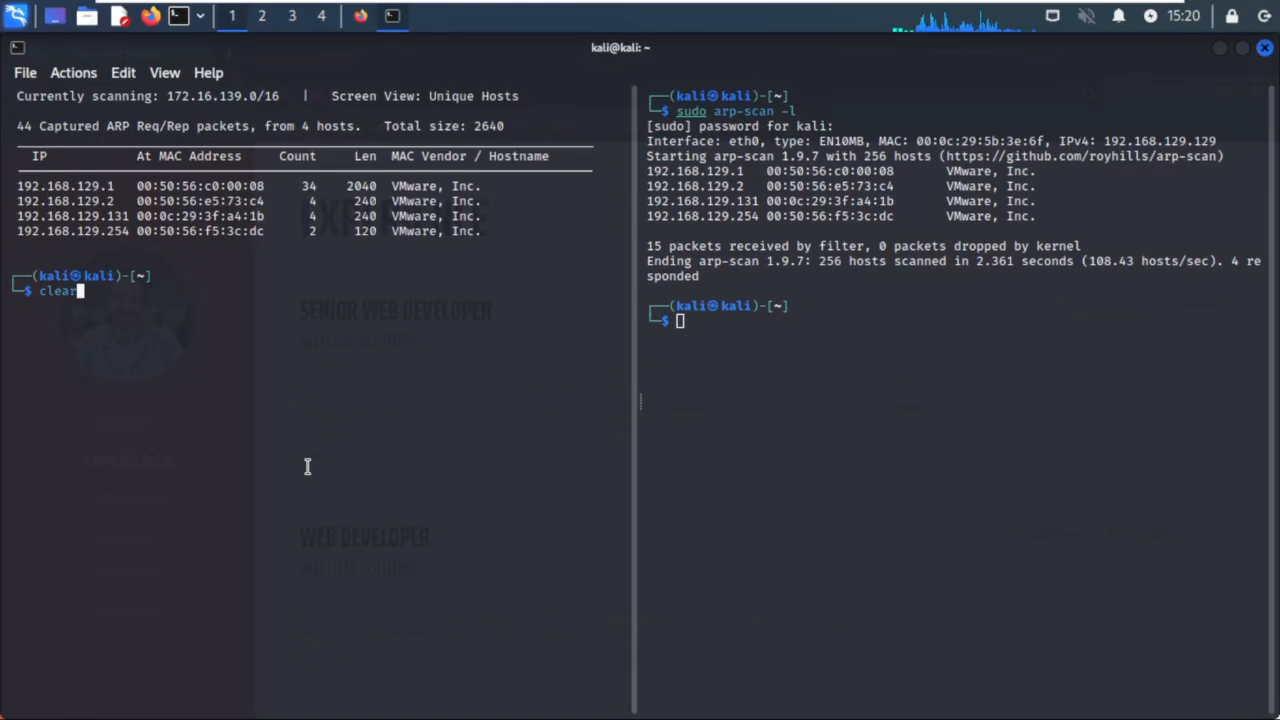 1 2 3 4 15:20
kali@kali: ~
File Actions Edit View Help
Currently scanning: 172.16.139.0/16 | Screen View: Unique Hosts
44 Captured ARP Req/Rep packets, from 4 hosts. Total size: 2640
IP At MAC Address Count Len MAC Vendor / Hostname
192.168.129.1 00:50:56:c0:00:08 34 2040 VMware, Inc.
192.168.129.2 00:50:56:e5:73:c4 4 240 VMware, Inc.
192.168.129.131 00:0c:29:3f:a4:1b 4 240 VMware, Inc.
192.168.129.254 00:50:56:f5:3c:dc 2 120 VMware, Inc.
┌──(kali㉿kali)-[~]
└─$ clear
┌──(kali㉿kali)-[~]
└─$ sudo arp-scan -l
[sudo] password for kali:
Interface: eth0, type: EN10MB, MAC: 00:0c:29:5b:3e:6f, IPv4: 192.168.129.129
Starting arp-scan 1.9.7 with 256 hosts (https://github.com/royhills/arp-scan)
192.168.129.1 00:50:56:c0:00:08 VMware, Inc.
192.168.129.2 00:50:56:e5:73:c4 VMware, Inc.
192.168.129.131 00:0c:29:3f:a4:1b VMware, Inc.
192.168.129.254 00:50:56:f5:3c:dc VMware, Inc.
15 packets received by filter, 0 packets dropped by kernel
Ending arp-scan 1.9.7: 256 hosts scanned in 2.361 seconds (108.43 hosts/sec). 4 re
sponded
┌──(kali㉿kali)-[~]
└─$
SENIOR WEB DEVELOPER
WEB DEVELOPER